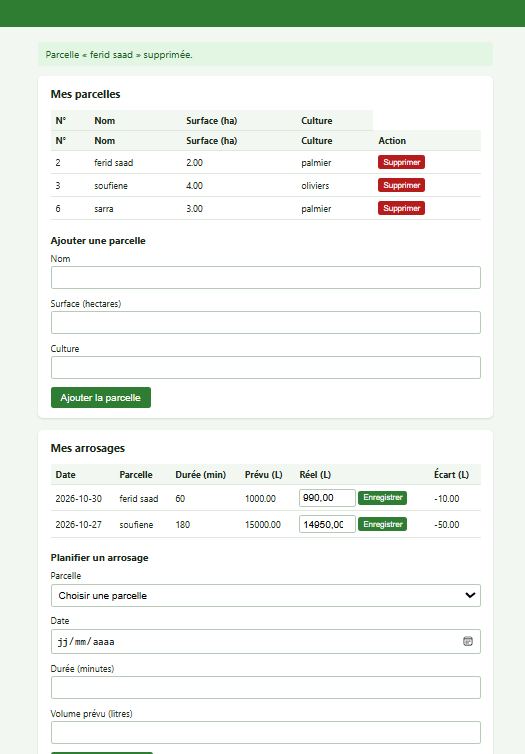 Parcelle « ferid saad » supprimée.
Mes parcelles
N° Nom Surface (ha) Culture
N° Nom Surface (ha) Culture Action
2 ferid saad 2.00 palmier Supprimer
3 soufiene 4.00 oliviers Supprimer
6 sarra 3.00 palmier Supprimer
Ajouter une parcelle
Nom
Surface (hectares)
Culture
Ajouter la parcelle
Mes arrosages
Date Parcelle Durée (min) Prévu (L) Réel (L) Écart (L)
2026-10-30 ferid saad 60 1000.00 990,00 Enregistrer -10.00
2026-10-27 soufiene 180 15000.00 14950,00 Enregistrer -50.00
Planifier un arrosage
Parcelle
Choisir une parcelle
Date
jj/mm/aaaa
Durée (minutes)
Volume prévu (litres)